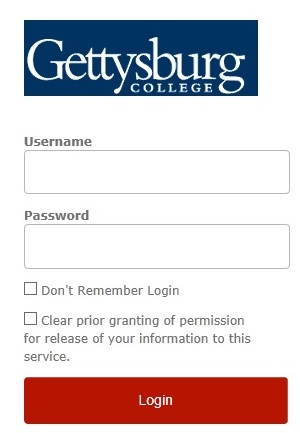 Gettysburg
COLLEGE
Username
Password
Don't Remember Login
Clear prior granting of permission
for release of your information to this
service.
Login